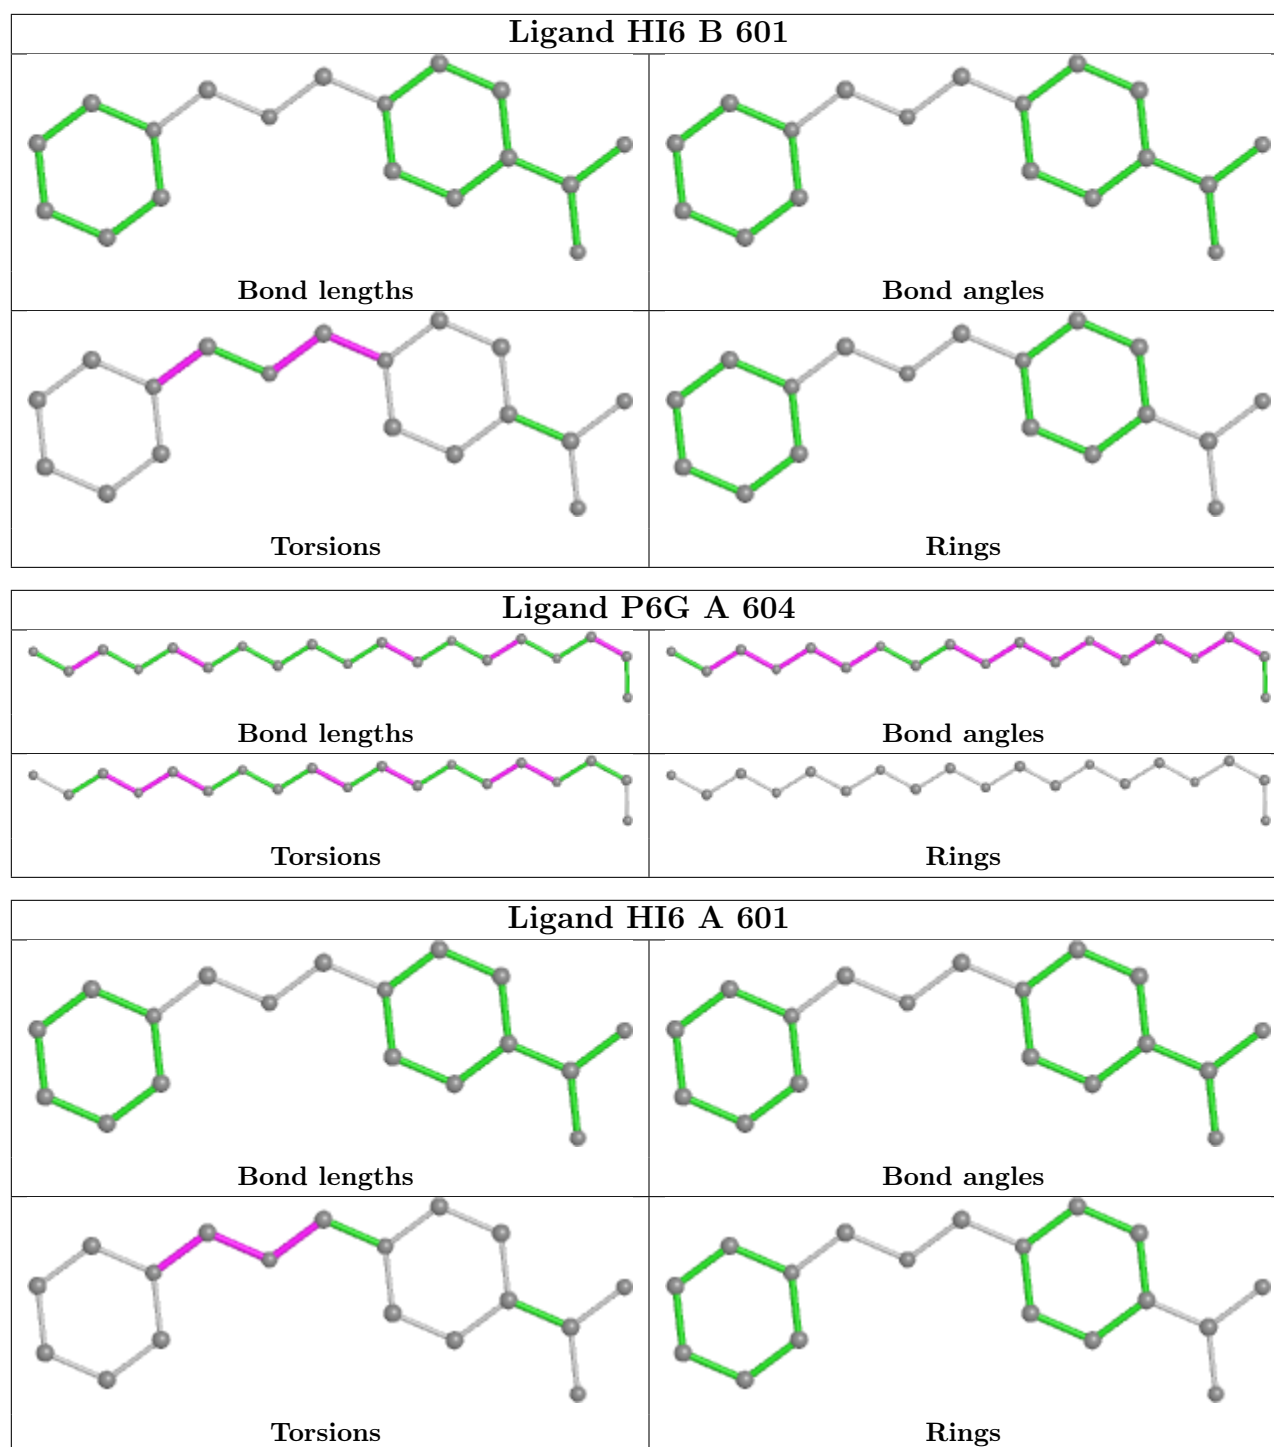 Ligand HI6 B 601
Bond lengths
Bond angles
Torsions
Rings
Ligand P6G A 604
Bond lengths
Bond angles
Torsions
Rings
Ligand HI6 A 601
Bond lengths
Bond angles
Torsions
Rings